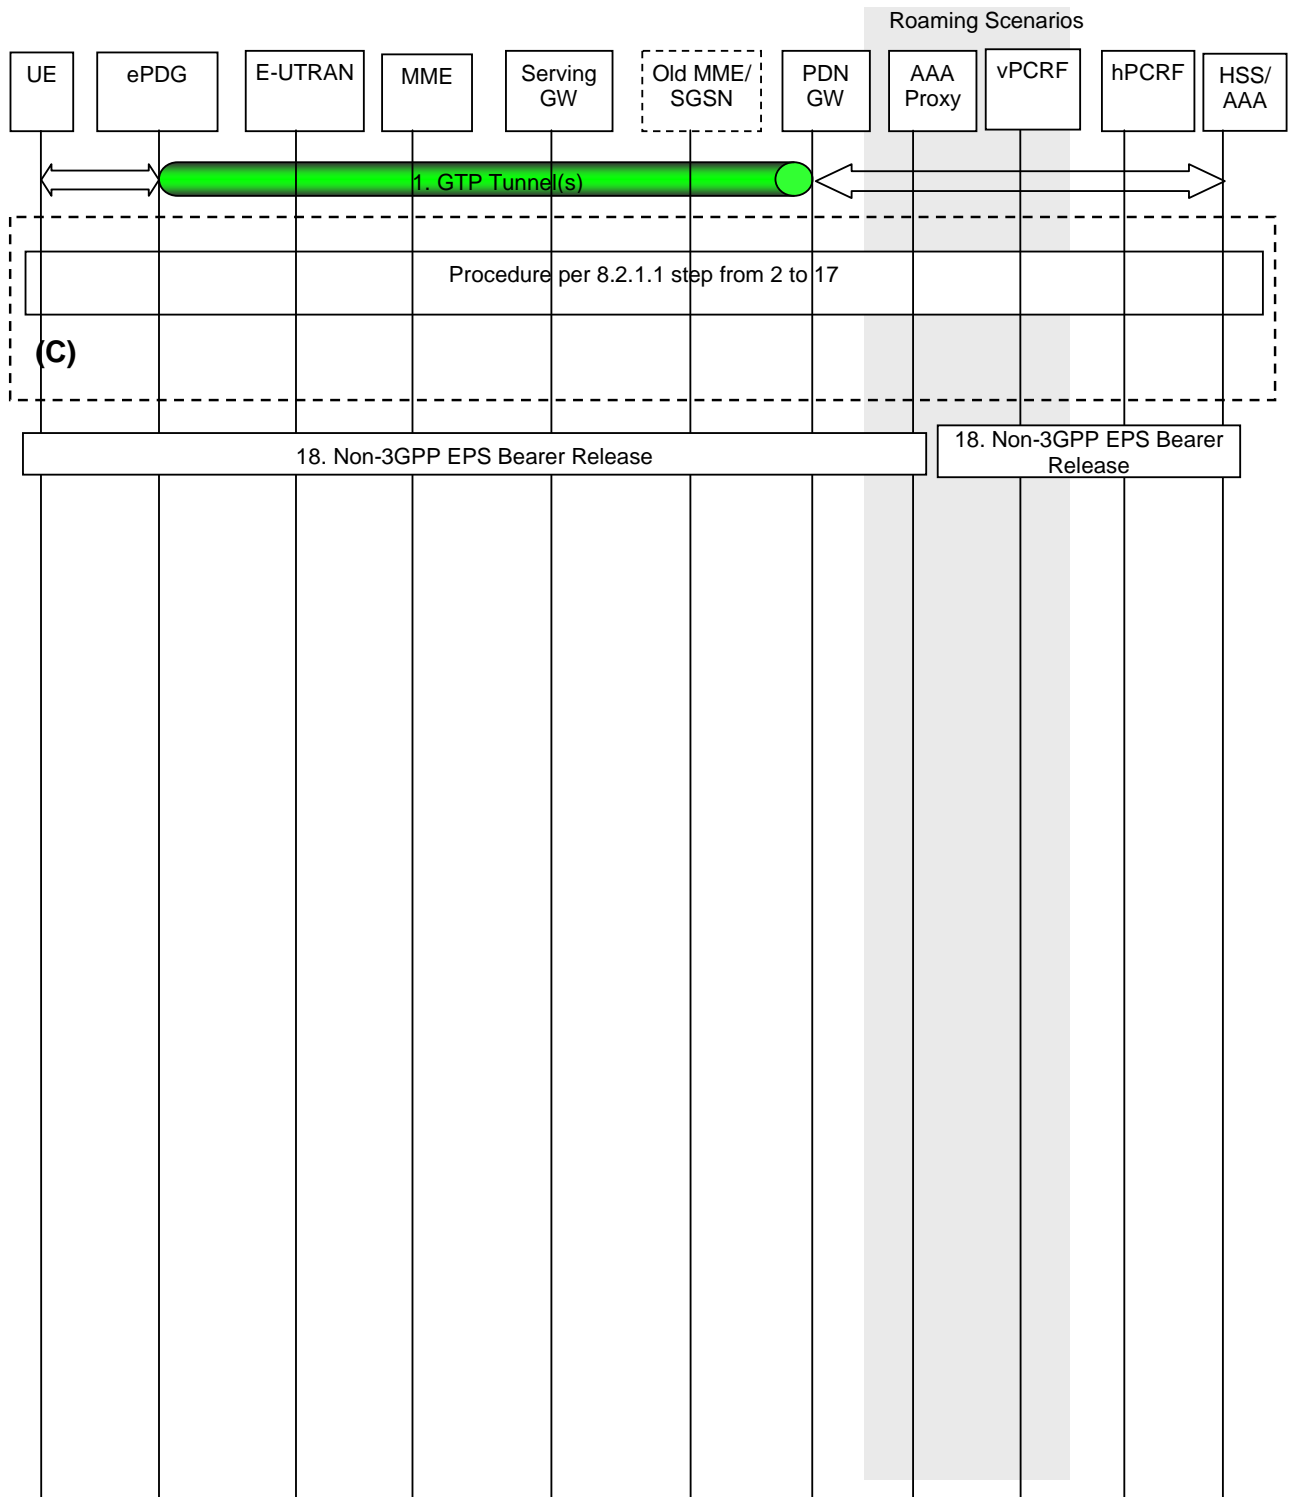 Roaming Scenarios
UE
ePDG
E-UTRAN
MME
Serving
GW
Old MME/
SGSN
PDN
GW
AAA
Proxy
vPCRF
hPCRF
HSS/
AAA
1. GTP Tunnel(s)
Procedure per 8.2.1.1 step from 2 to 17
(C)
18. Non-3GPP EPS Bearer Release
18. Non-3GPP EPS Bearer
Release